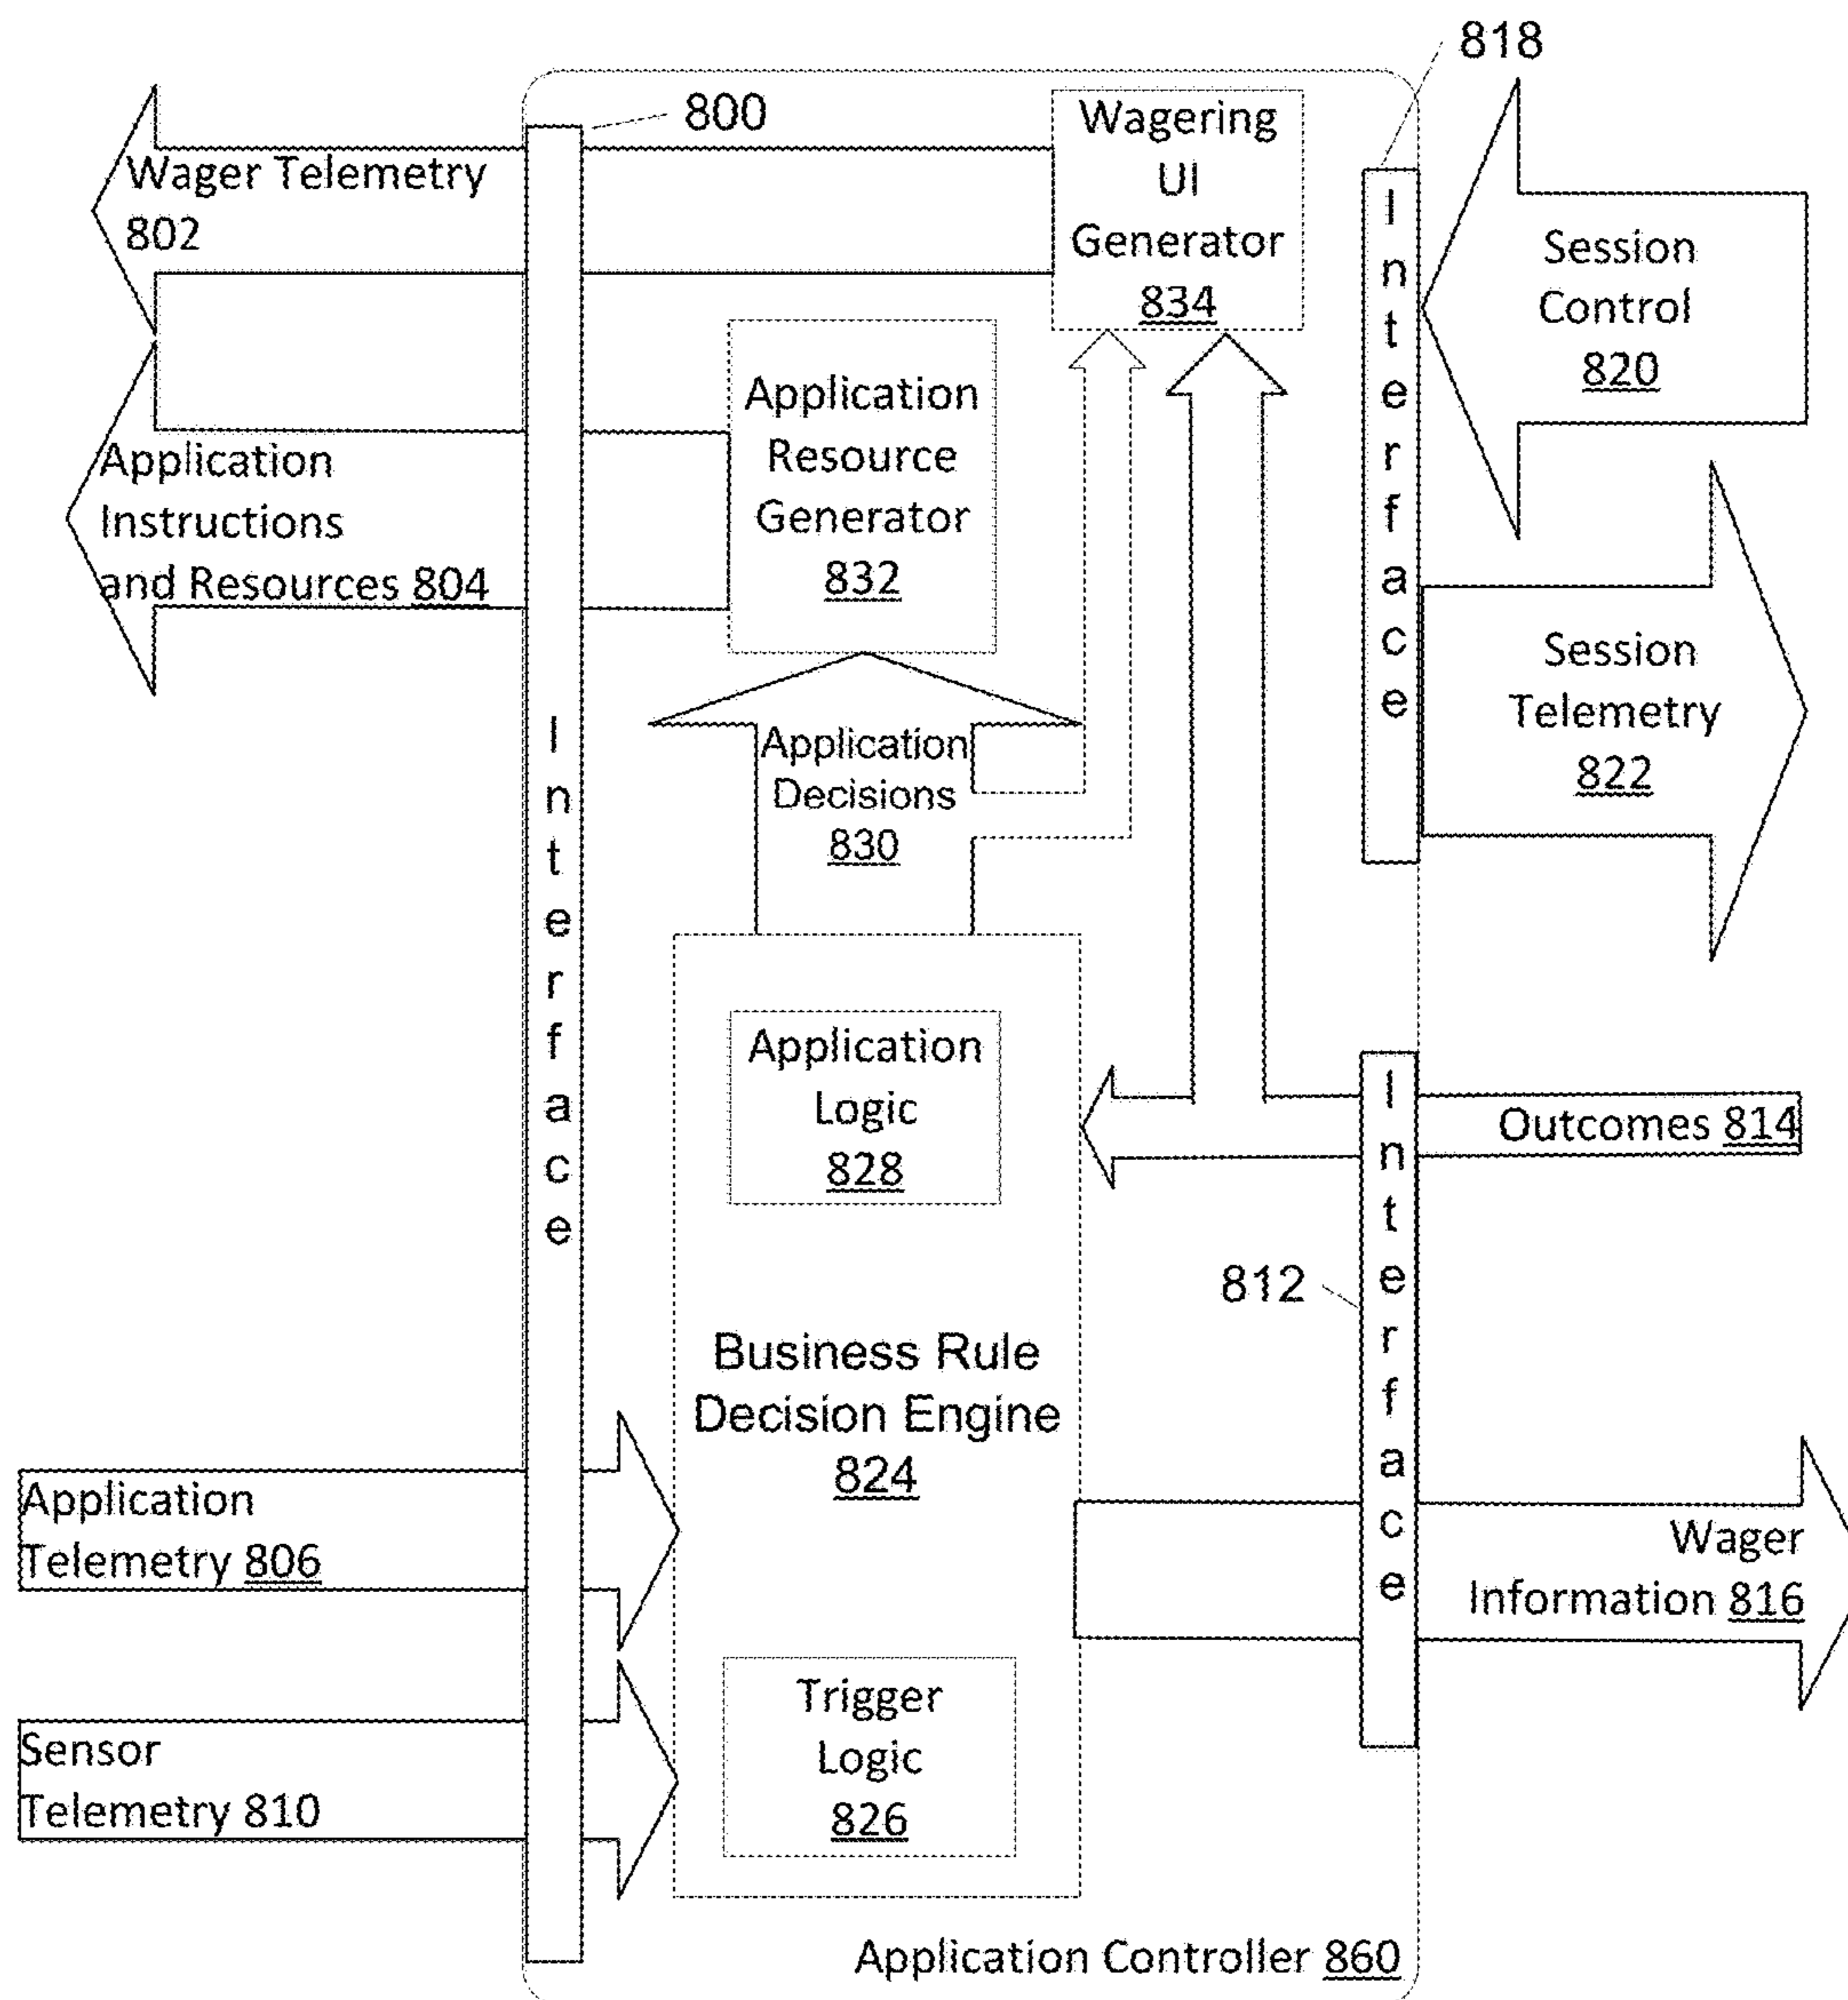 818
800
Wagering
UI
Generator
834
Wager Telemetry
802
Interface
Session
Control
820
Application
Resource
Generator
832
Application
Instructions
and Resources 804
Session
Telemetry
822
Interface
Application
Decisions
830
Application
Logic
828
Interface
Outcomes 814
812
Business Rule
Decision Engine
824
Application
Telemetry 806
Wager
Information 816
Trigger
Logic
826
Sensor
Telemetry 810
Application Controller 860